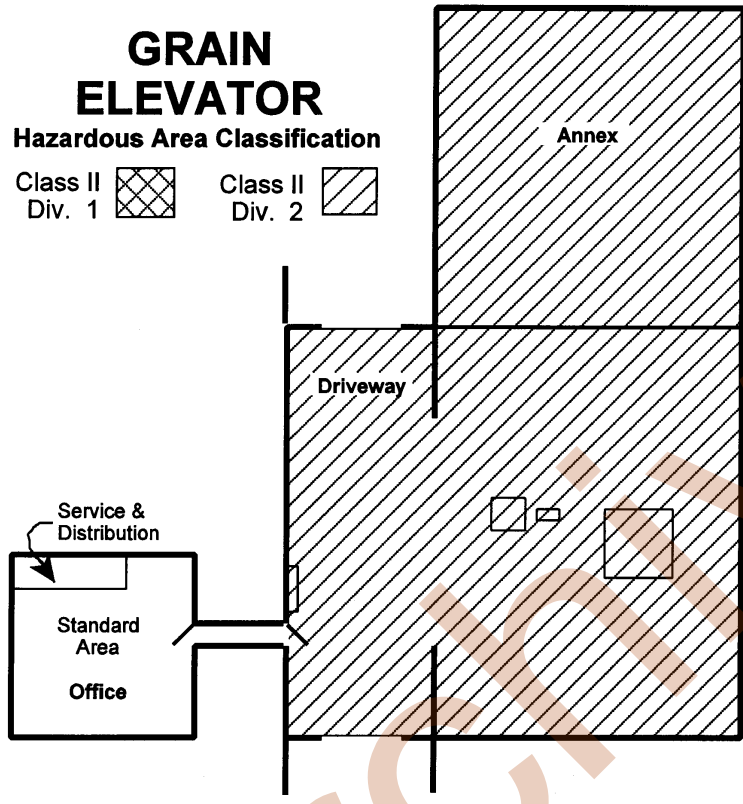 GRAIN
ELEVATOR
Hazardous Area Classification
Class II
Div. 1
Class II
Div. 2
Annex
Driveway
Service &
Distribution
Standard
Area
Office